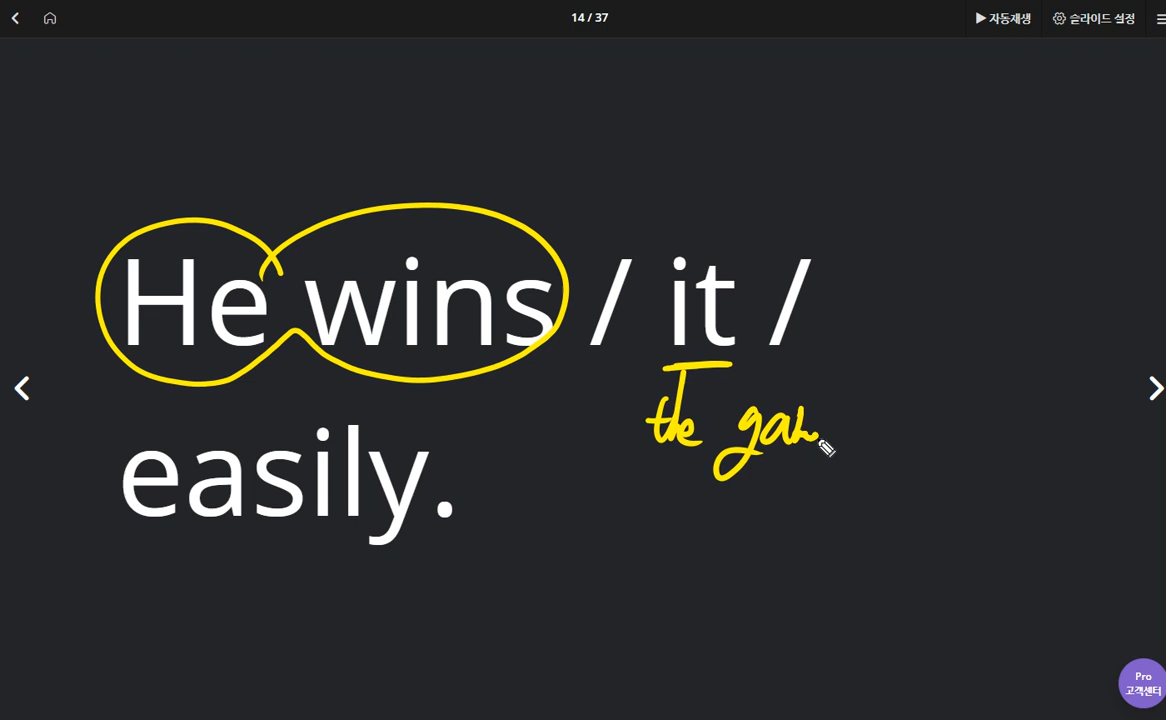 14 / 37
자동재생
슬라이드 설정
He wins / it /
the gam
easily.
Pro
고객센터